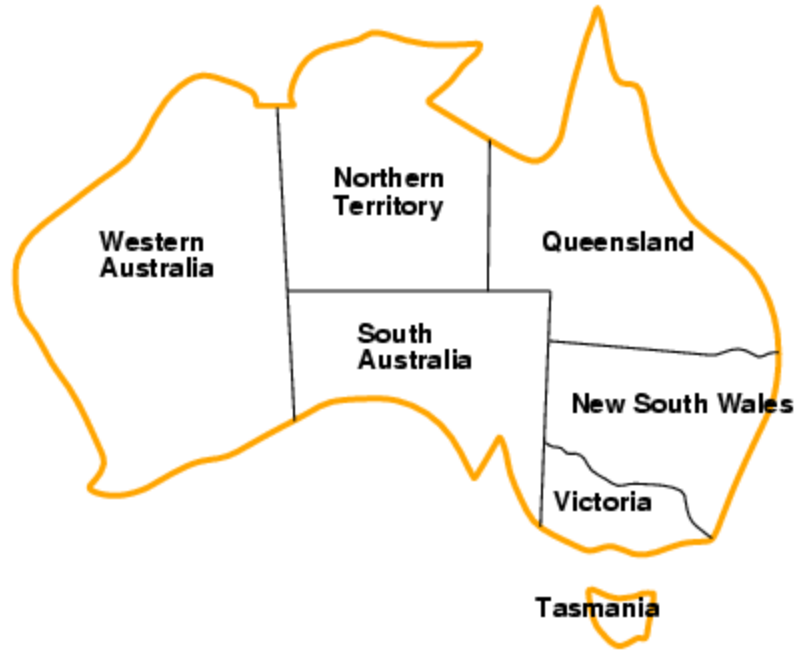 Northern
Territory
Western
Australia
Queensland
South
Australia
New South Wales
Victoria
Tasmania